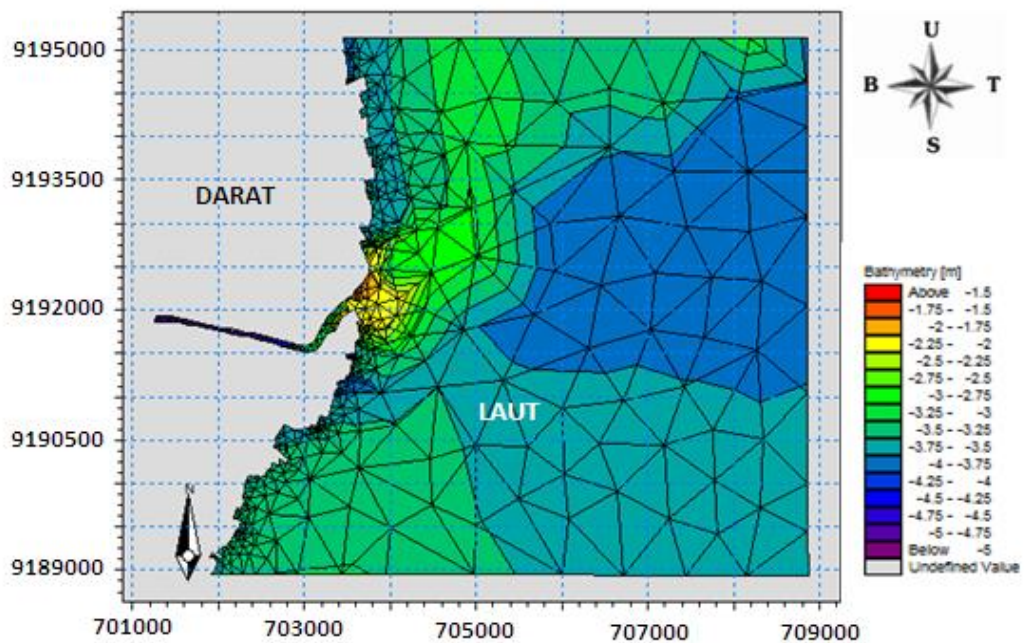 9195000
9193500
9192000
9190500
9189000
701000 703000 705000 707000 709000
DARAT
LAUT
N
U
B T
S
Bathymetry [m]
Above -1.5
-1.75 - -1.5
-2 - -1.75
-2.25 - -2
-2.5 - -2.25
-2.75 - -2.5
-3 - -2.75
-3.25 - -3
-3.5 - -3.25
-3.75 - -3.5
-4 - -3.75
-4.25 - -4
-4.5 - -4.25
-4.75 - -4.5
-5 - -4.75
Below -5
Undefined Value